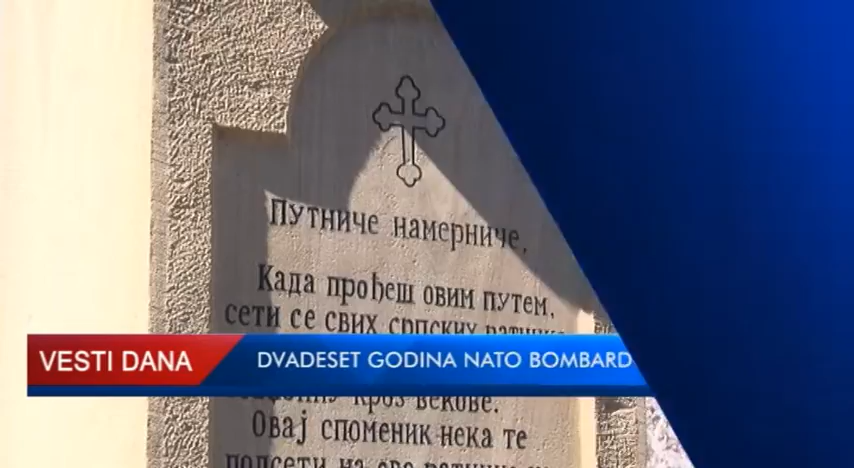 Путниче намерниче,
Када прођеш овим путем,
сети се свих српских
VESTI DANA
DVADESET GODINA NATO BOMBARD
кроз векове.
Овај споменик нека те
подсети на